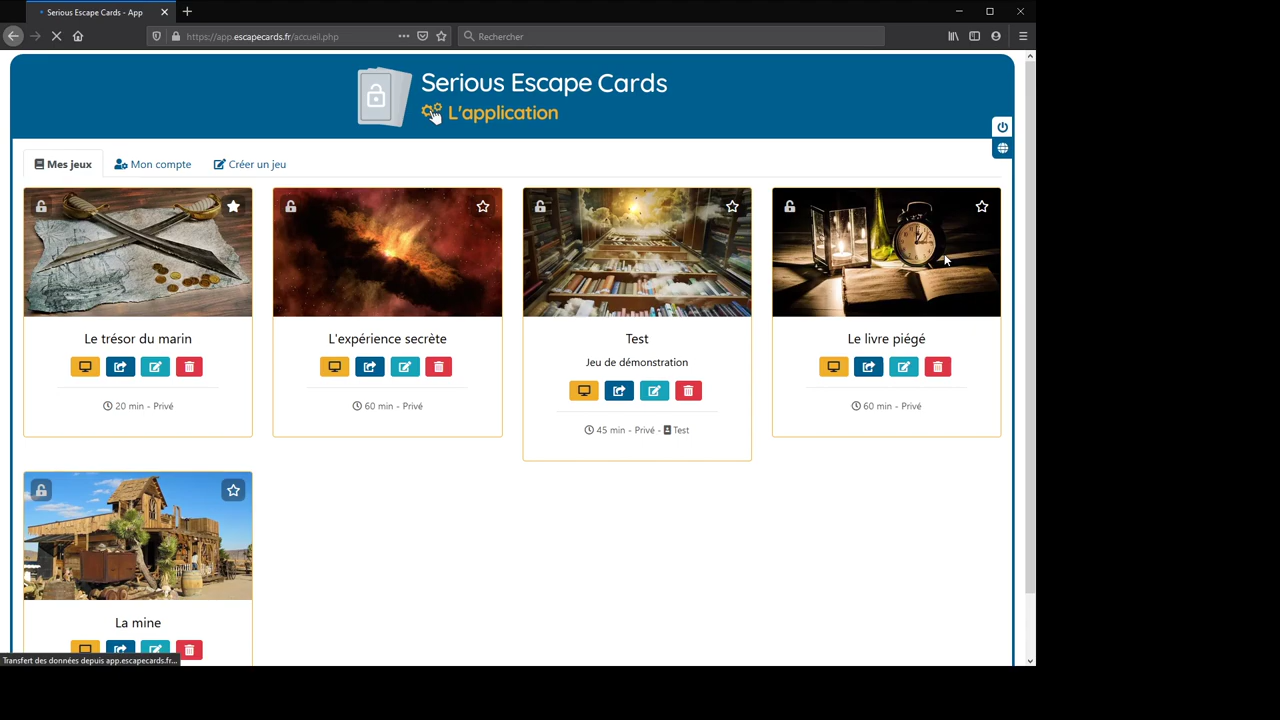 Serious Escape Cards - App
https://app.escapecards.fr/accueil.php
Rechercher
Serious Escape Cards
L'application
Mes jeux
Mon compte
Créer un jeu
Le trésor du marin
20 min - Privé
L'expérience secrète
60 min - Privé
Test
Jeu de démonstration
45 min - Privé - Test
Le livre piégé
60 min - Privé
La mine
Transfert des données depuis app.escapecards.fr...